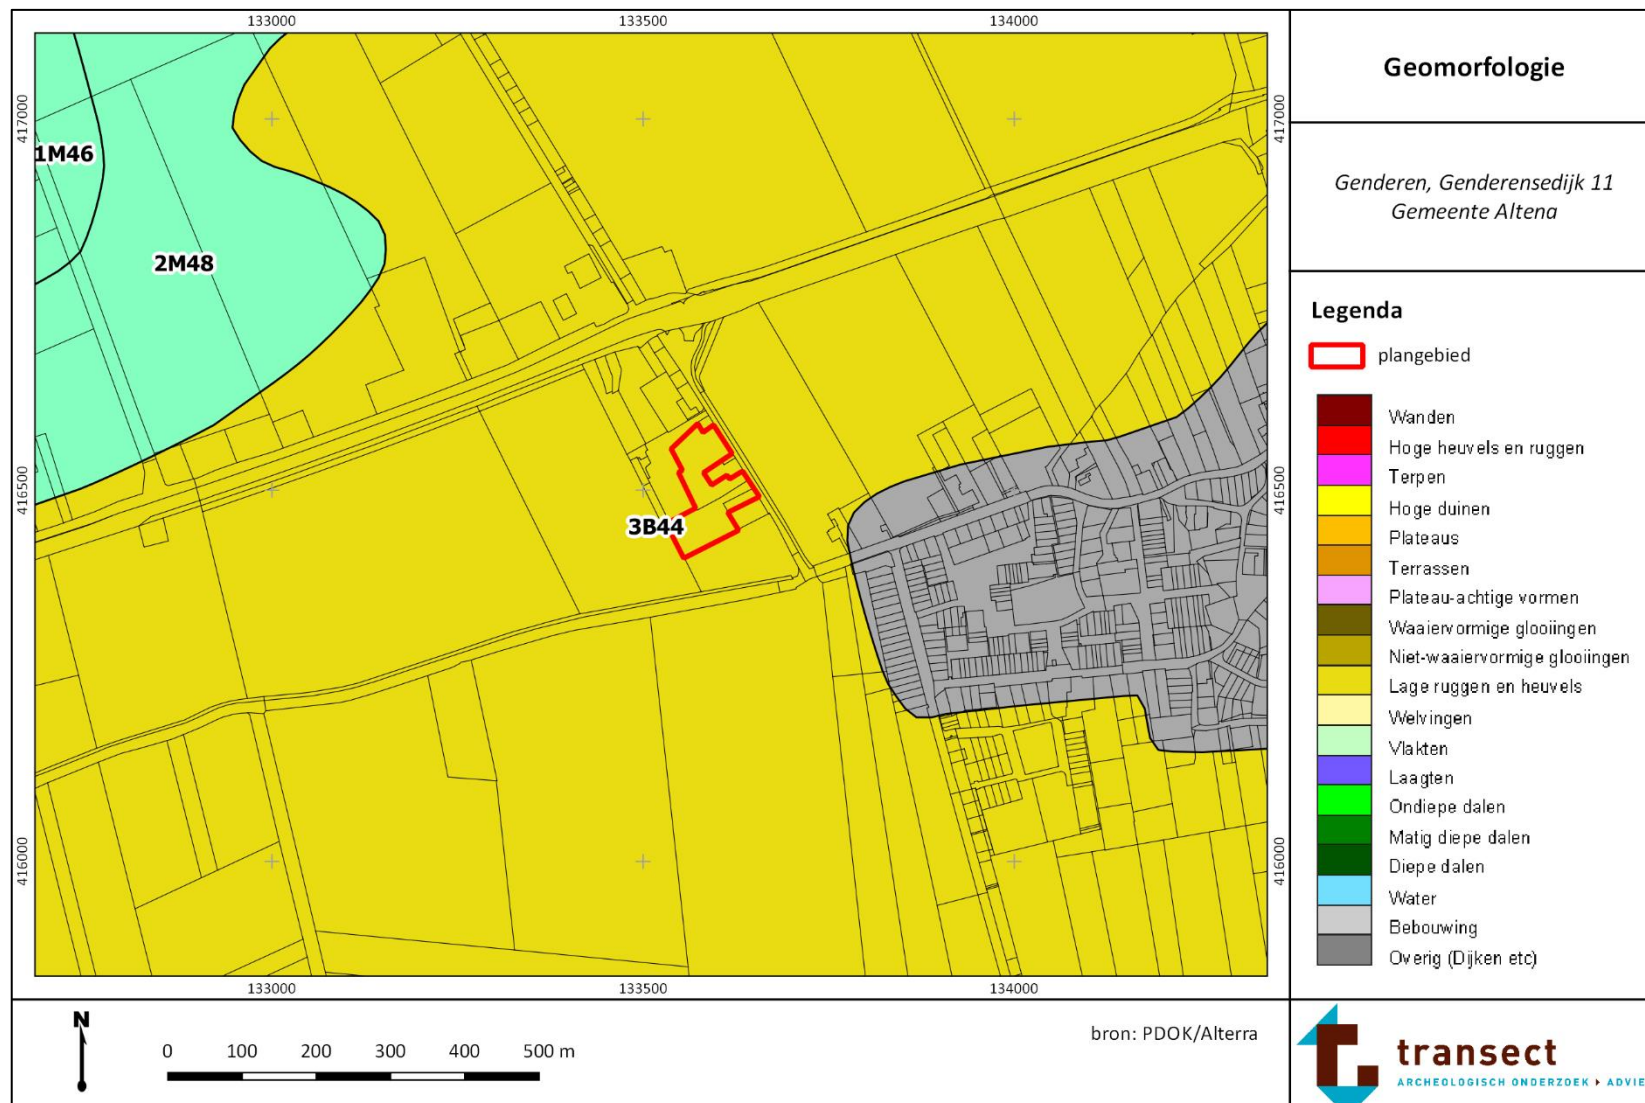 133000 133500 134000
417000 417000
1M46
2M48
416500 416500
3B44
416000 416000
133000 133500 134000
Geomorfologie
Genderen, Genderensedijk 11
Gemeente Altena
Legenda
plangebied
Wanden
Hoge heuvels en ruggen
Terpen
Hoge duinen
Plateaus
Terrassen
Plateau-achtige vormen
Waaiervormige glooiingen
Niet-waaiervormige glooiingen
Lage ruggen en heuvels
Welvingen
Vlakten
Laagten
Ondiepe dalen
Matig diepe dalen
Diepe dalen
Water
Bebouwing
Overig (Dijken etc)
N
0 100 200 300 400 500 m
bron: PDOK/Alterra
transect
ARCHEOLOGISCH ONDERZOEK ADVIE